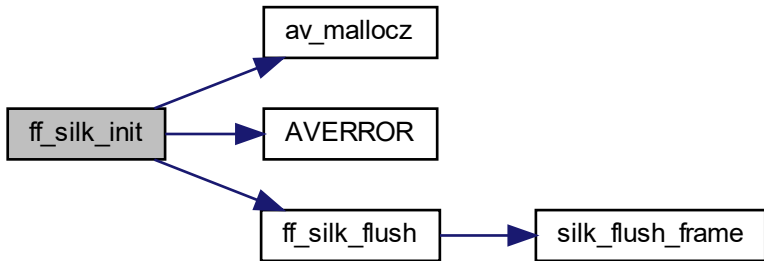 av_mallocz
ff_silk_init
AVERROR
ff_silk_flush
silk_flush_frame